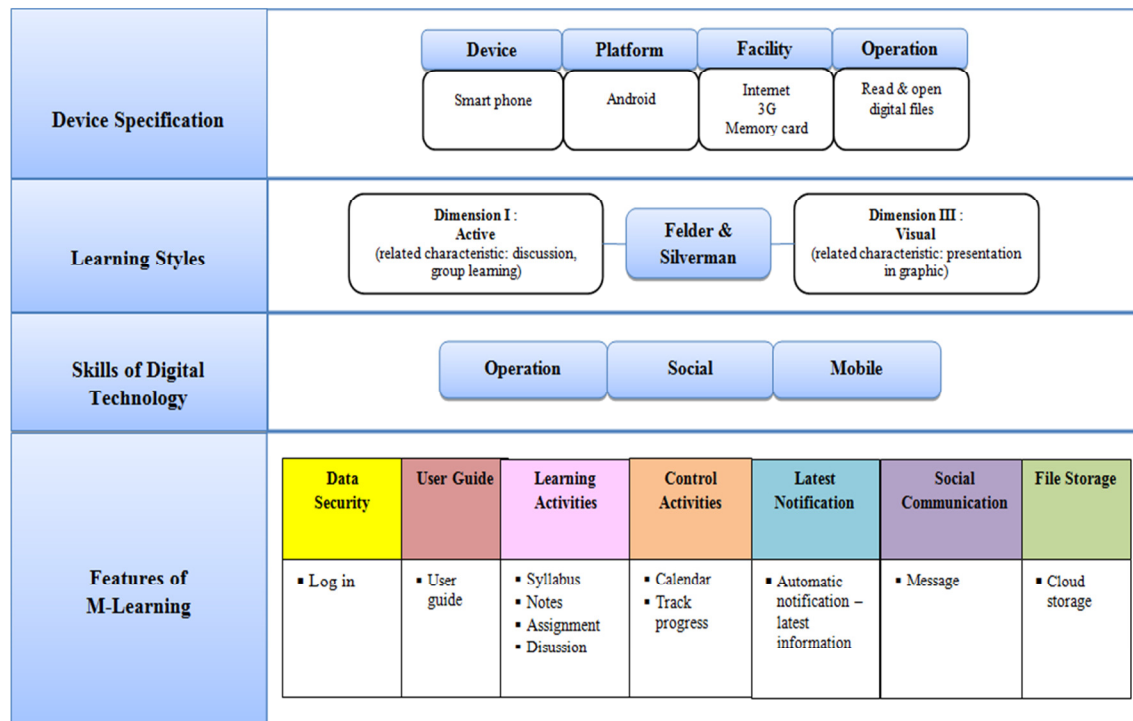 Device Specification
Device
Platform
Facility
Operation
Smart phone
Android
Internet
3G
Memory card
Read & open
digital files
Learning Styles
Dimension I :
Active
(related characteristic: discussion,
group learning)
Felder &
Silverman
Dimension III :
Visual
(related characteristic: presentation
in graphic)
Skills of Digital
Technology
Operation
Social
Mobile
Features of
M-Learning
Data
Security
User Guide
Learning
Activities
Control
Activities
Latest
Notification
Social
Communication
File Storage
▪ Log in
▪ User
guide
▪ Syllabus
▪ Notes
▪ Assignment
▪ Disussion
▪ Calendar
▪ Track
progress
▪ Automatic
notification –
latest
information
▪ Message
▪ Cloud
storage